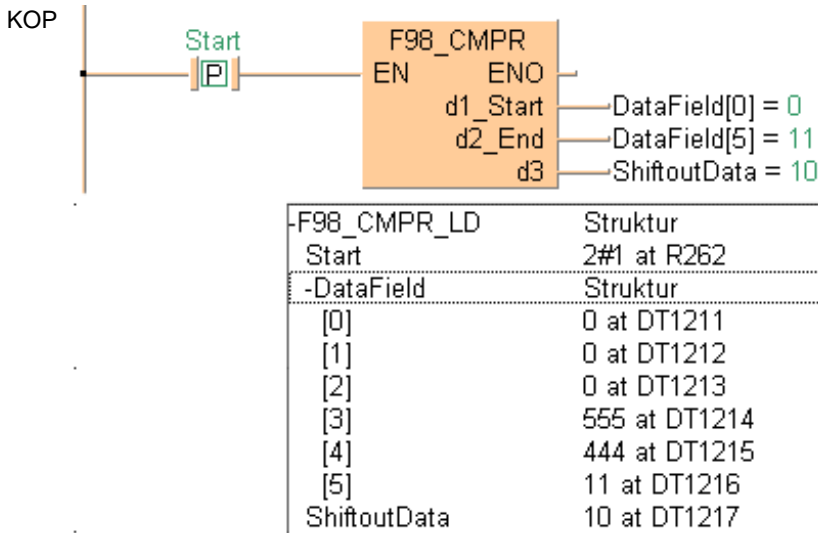 KOP
Start
P
F98_CMPR
EN ENO
d1_Start DataField[0] = 0
d2_End DataField[5] = 11
d3 ShiftoutData = 10
-F98_CMPR_LD Struktur
Start 2#1 at R262
-DataField Struktur
[0] 0 at DT1211
[1] 0 at DT1212
[2] 0 at DT1213
[3] 555 at DT1214
[4] 444 at DT1215
[5] 11 at DT1216
ShiftoutData 10 at DT1217